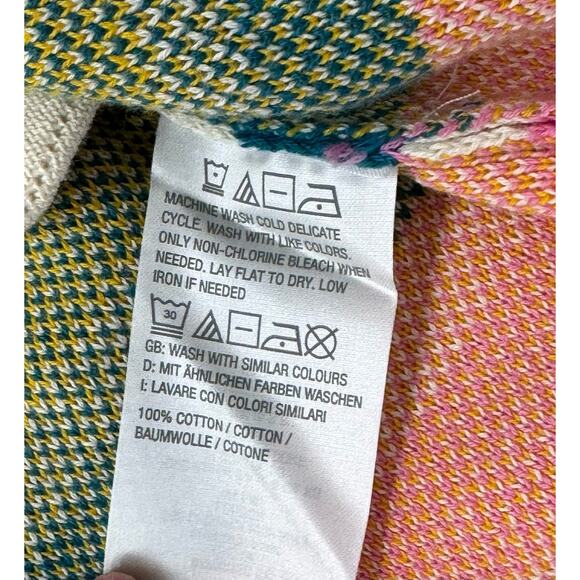 MACHINE WASH COLD DELICATE
CYCLE. WASH WITH LIKE COLORS.
ONLY NON-CHLORINE BLEACH WHEN
NEEDED. LAY FLAT TO DRY. LOW
IRON IF NEEDED
30
GB: WASH WITH SIMILAR COLOURS
D: MIT ÄHNLICHEN FARBEN WASCHEN
I: LAVARE CON COLORI SIMILARI
100% COTTON / COTTON /
BAUMWOLLE / COTONE